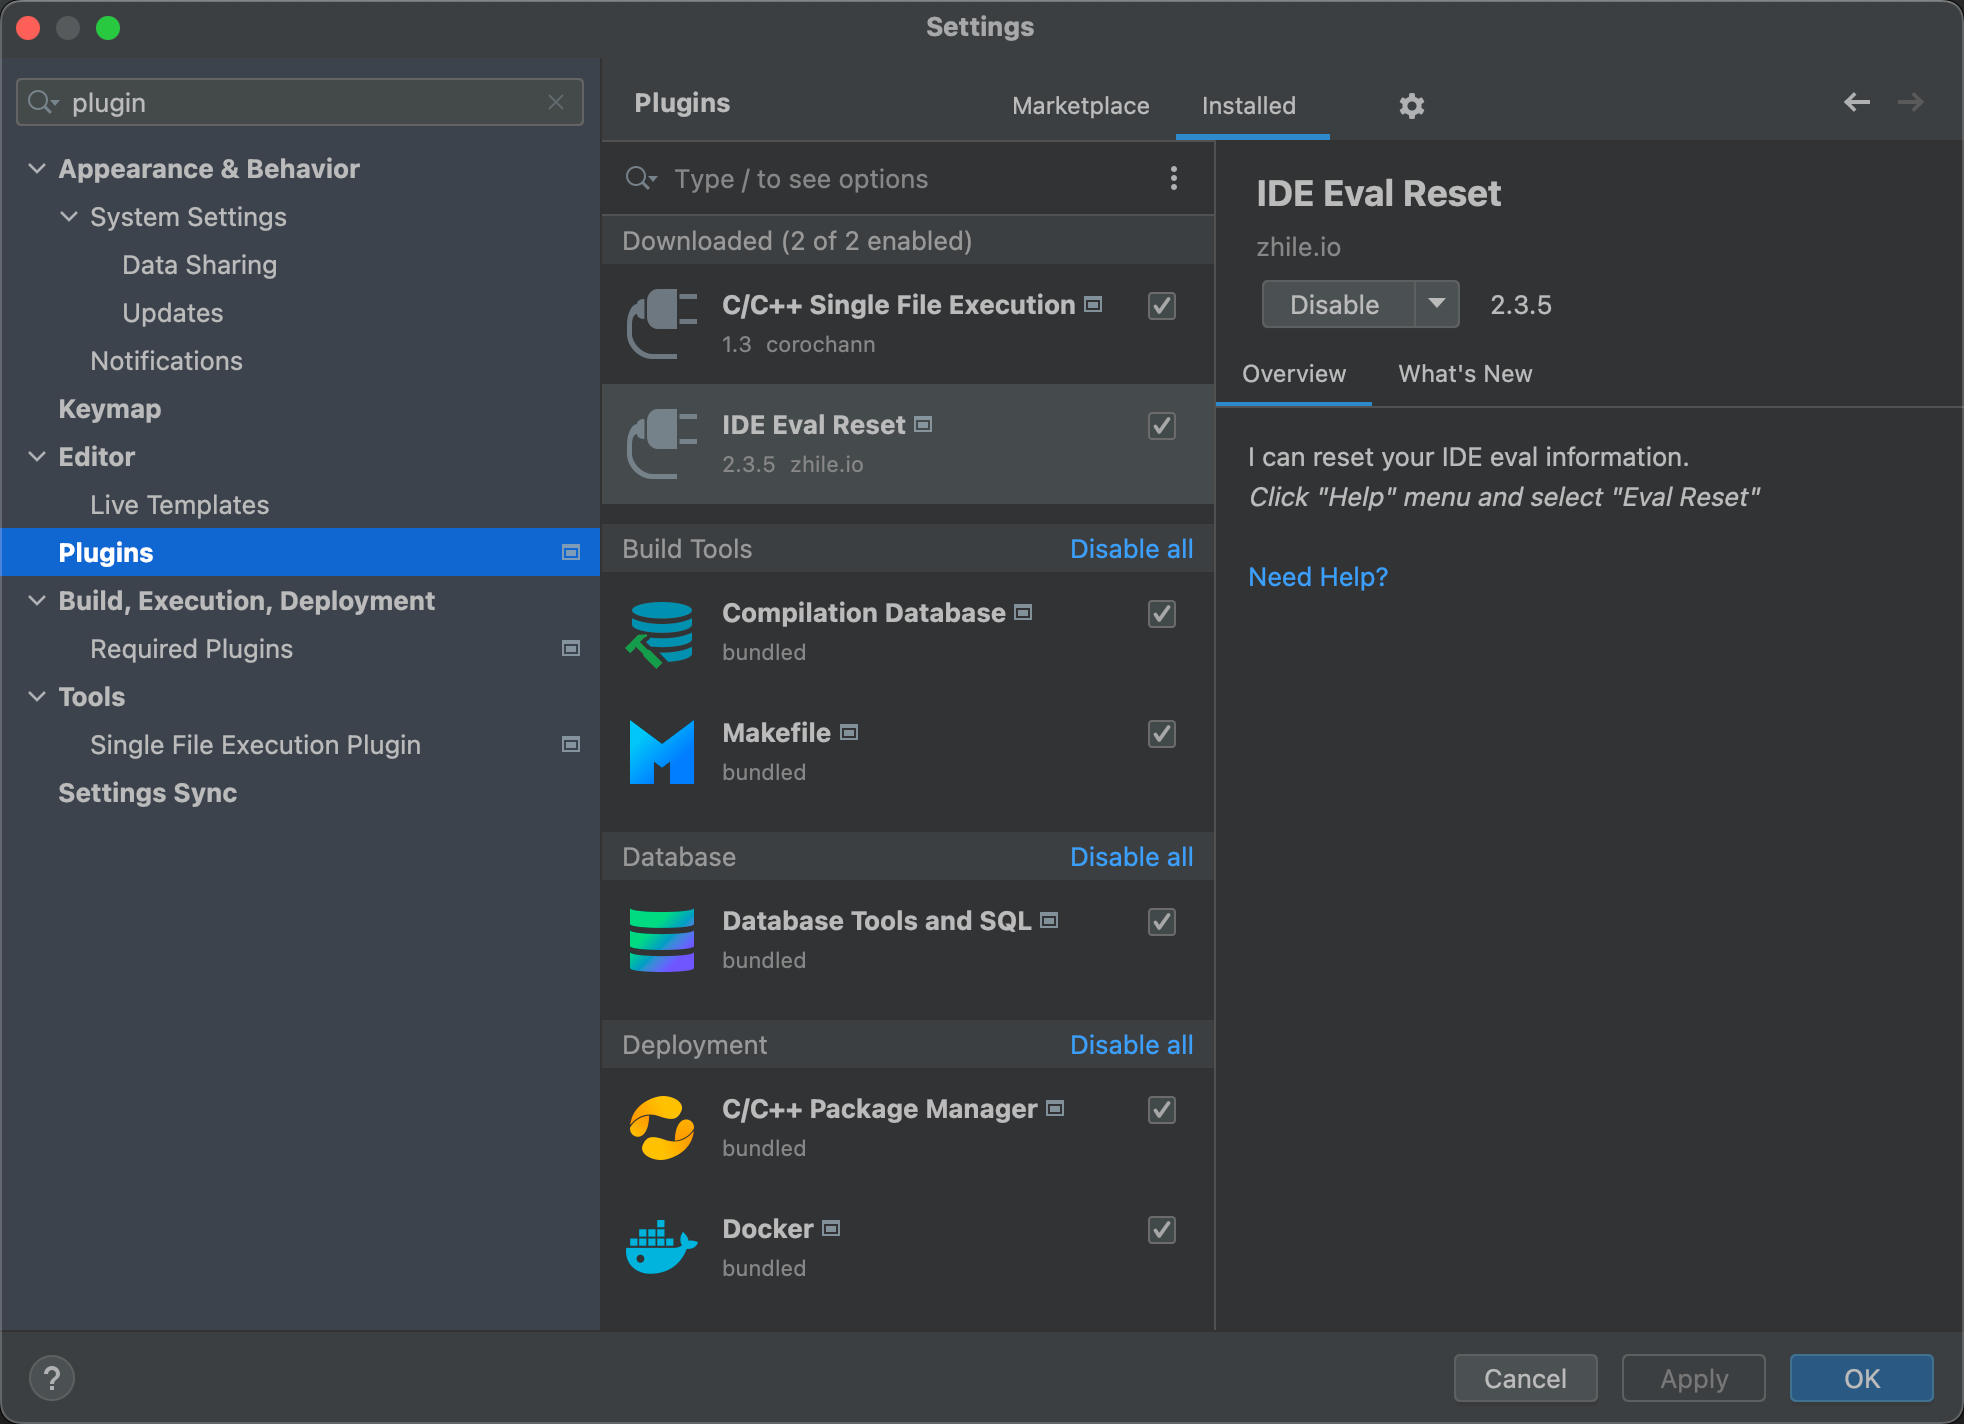 Settings
plugin
Appearance & Behavior
System Settings
Data Sharing
Updates
Notifications
Keymap
Editor
Live Templates
Plugins
Build, Execution, Deployment
Required Plugins
Tools
Single File Execution Plugin
Settings Sync
Plugins
Marketplace
Installed
Type / to see options
Downloaded (2 of 2 enabled)
C/C++ Single File Execution
1.3 corochann
IDE Eval Reset
2.3.5 zhile.io
Build Tools
Disable all
Compilation Database
bundled
Makefile
bundled
Database
Disable all
Database Tools and SQL
bundled
Deployment
Disable all
C/C++ Package Manager
bundled
Docker
bundled
IDE Eval Reset
zhile.io
Disable
2.3.5
Overview
What's New
I can reset your IDE eval information.
Click "Help" menu and select "Eval Reset"
Need Help?
?
Cancel
Apply
OK